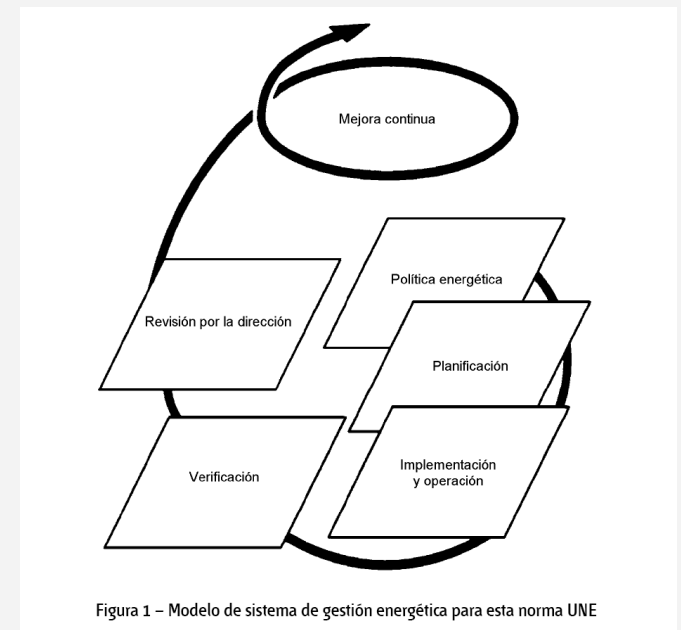 Mejora continua
Política energética
Revisión por la dirección
Planificación
Implementación
y operación
Verificación
Figura 1 – Modelo de sistema de gestión energética para esta norma UNE